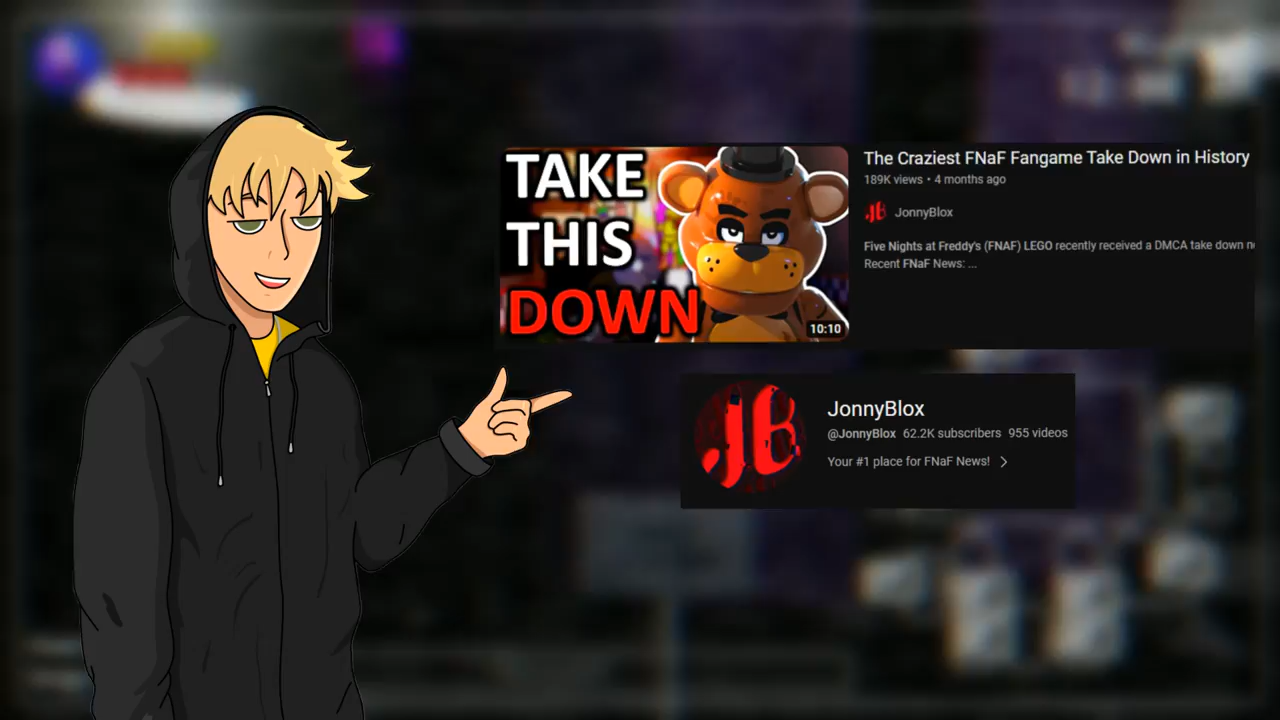 TAKE
THIS
DOWN
10:10
The Craziest FNaF Fangame Take Down in History
189K views • 4 months ago
JB JonnyBlox
Five Nights at Freddy's (FNAF) LEGO recently received a DMCA take down
Recent FNaF News: ...
JB
JonnyBlox
@JonnyBlox 62.2K subscribers 955 videos
Your #1 place for FNaF News! >